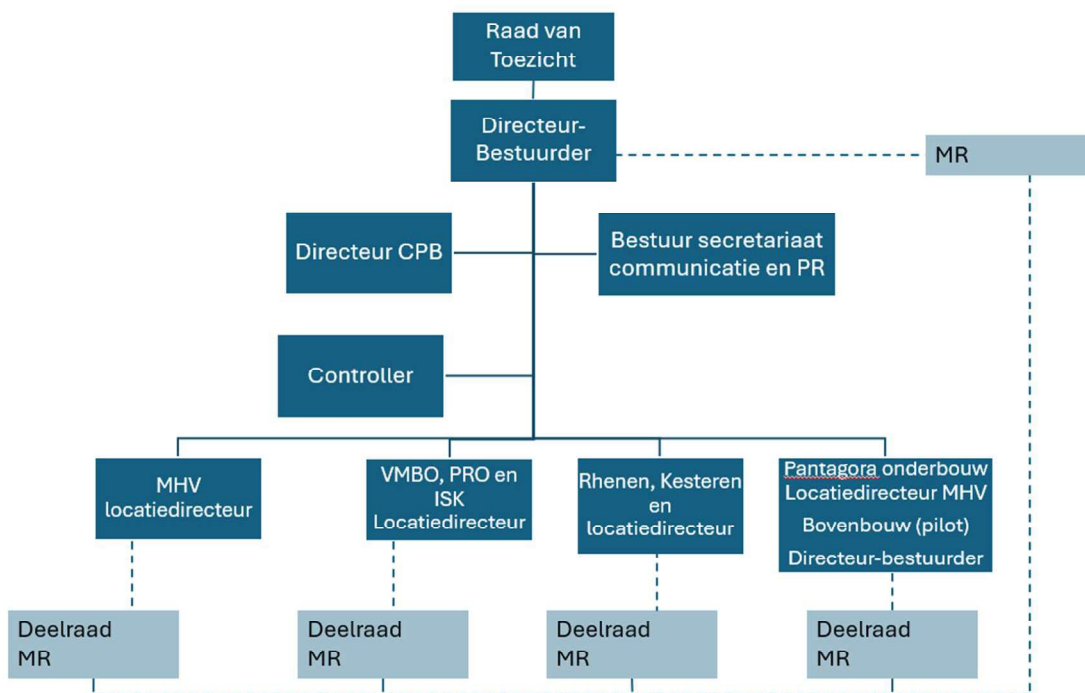 Raad van
Toezicht
Directeur-
Bestuurder
MR
Directeur CPB
Bestuur secretariaat
communicatie en PR
Controller
MHV
locatiedirecteur
VMBO, PRO en
ISK
Locatiedirecteur
Rhenen, Kesteren
en
locatiedirecteur
Pantagora onderbouw
Locatiedirecteur MHV
Bovenbouw (pilot)
Directeur-bestuurder
Deelraad
MR
Deelraad
MR
Deelraad
MR
Deelraad
MR